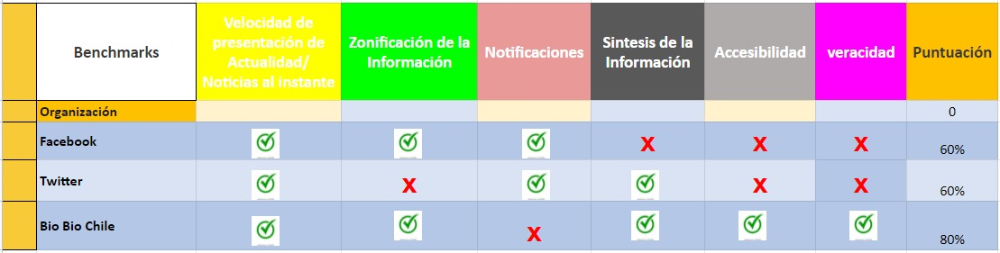 Benchmarks
Velocidad de
presentación de
Actualidad/
Noticias al instante
Zonificación de la
Información
Notificaciones
Sintesis de la
Información
Accesibilidad
veracidad
Puntuación
Organización 0
Facebook X X X 60%
Twitter X X X 60%
Bio Bio Chile X 80%